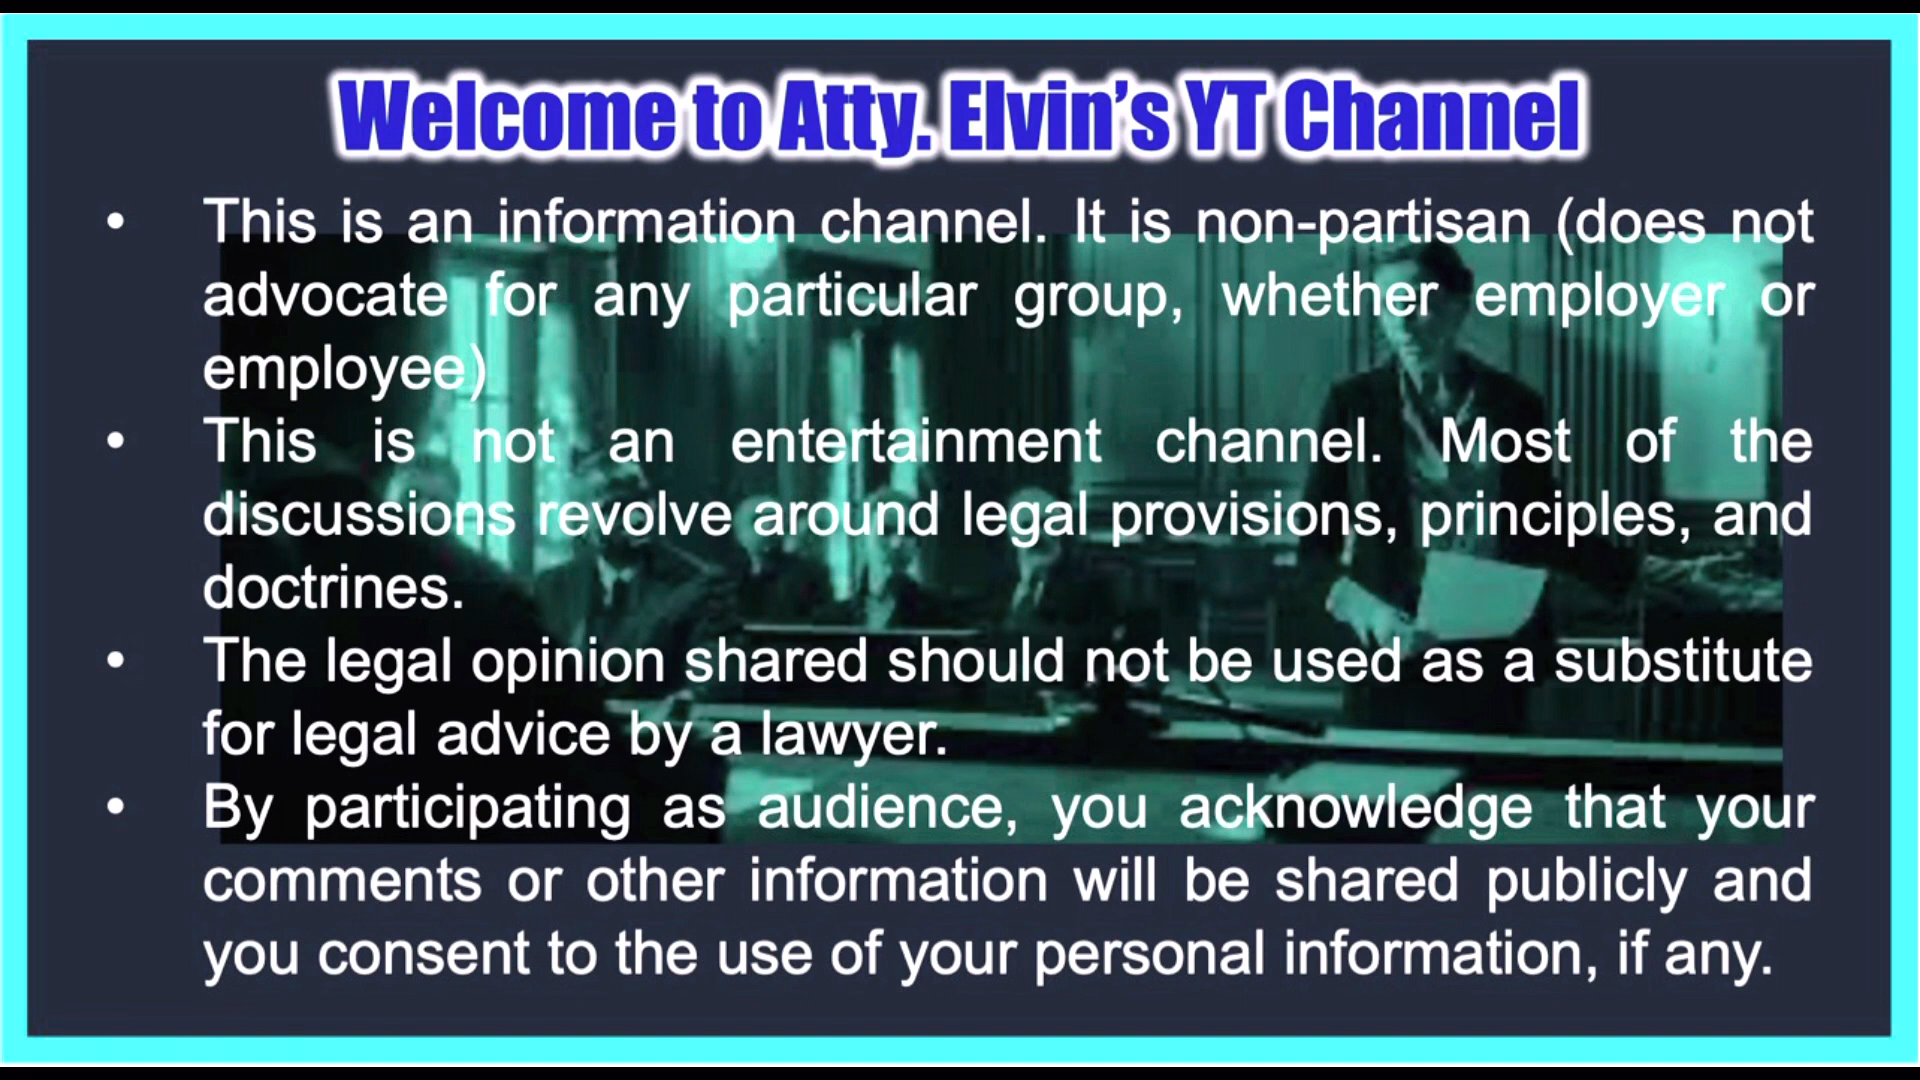 Welcome to Atty. Elvin's YT Channel
• This is an information channel. It is non-partisan (does not
advocate for any particular group, whether employer or
employee)
• This is not an entertainment channel. Most of the
discussions revolve around legal provisions, principles, and
doctrines.
• The legal opinion shared should not be used as a substitute
for legal advice by a lawyer.
• By participating as audience, you acknowledge that your
comments or other information will be shared publicly and
you consent to the use of your personal information, if any.